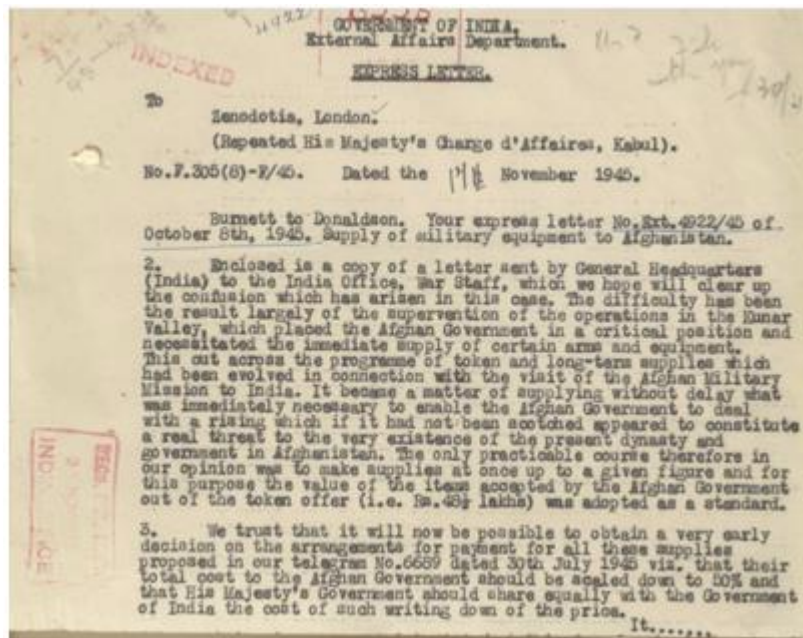 4922
GOVERNMENT OF INDIA.
External Affairs Department.
INDEXED
EXPRESS LETTER.
To
Zenodotia, London.
(Repeated His Majesty's Charge d'Affaires, Kabul).
No.F.305(6)-F/45. Dated the November 1945.
Burnett to Donaldson. Your express letter No.Ext.4922/45 of
October 8th, 1945. Supply of military equipment to Afghanistan.
2. Enclosed is a copy of a letter sent by General Headquarters
(India) to the India Office, War Staff, which we hope will clear up
the confusion which has arisen in this case. The difficulty has been
the result largely of the supervention of the operations in the Kunar
Valley, which placed the Afghan Government in a critical position and
necessitated the immediate supply of certain arms and equipment.
This cut across the programme of token and long-term supplies which
had been evolved in connection with the visit of the Afghan Military
Mission to India. It became a matter of supplying without delay what
was immediately necessary to enable the Afghan Government to deal
with a rising which if it had not been scotched appeared to constitute
a real threat to the very existence of the present dynasty and
government in Afghanistan. The only practicable course therefore in
our opinion was to make supplies at once up to a given figure and for
this purpose the value of the items accepted by the Afghan Government
out of the token offer (i.e. Rs.48½ lakhs) was adopted as a standard.
3. We trust that it will now be possible to obtain a very early
decision on the arrangements for payment for all these supplies
proposed in our telegram No.6669 dated 30th July 1945 viz. that their
total cost to the Afghan Government should be scaled down to 50% and
that His Majesty's Government should share equally with the Government
of India the cost of such writing down of the price.
It.......